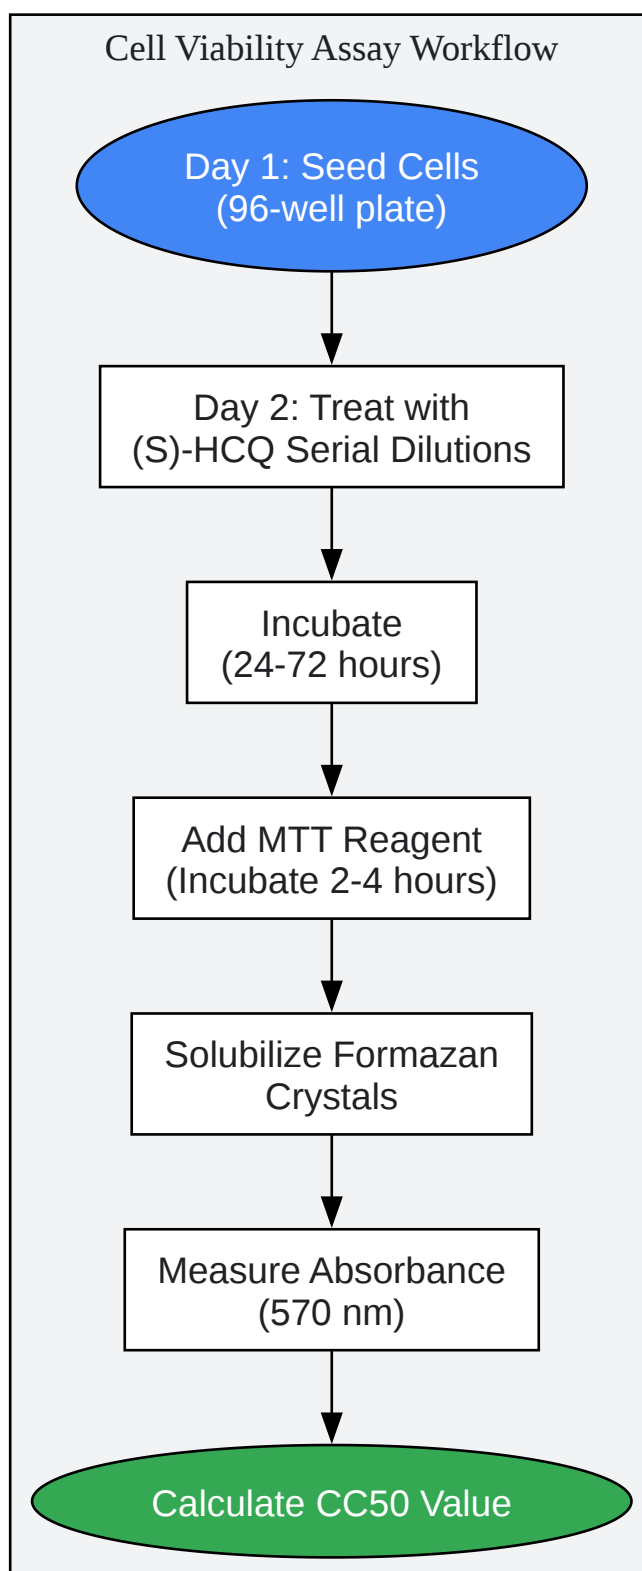 Cell Viability Assay Workflow
Day 1: Seed Cells
(96-well plate)
Day 2: Treat with
(S)-HCQ Serial Dilutions
Incubate
(24-72 hours)
Add MTT Reagent
(Incubate 2-4 hours)
Solubilize Formazan
Crystals
Measure Absorbance
(570 nm)
Calculate CC50 Value